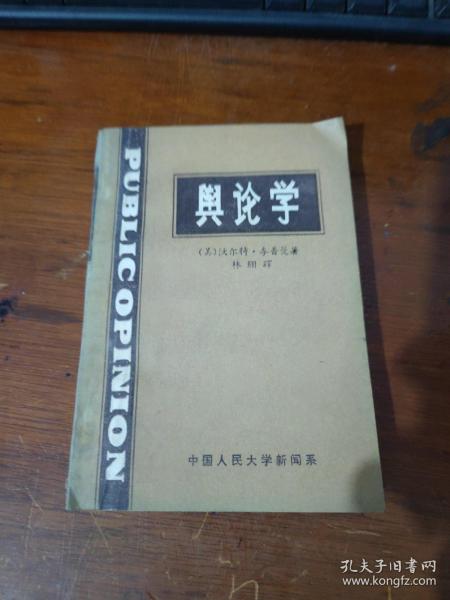 PUBLIC OPINION
舆论学
(美)沃尔特·李普曼著
林珊译
中国人民大学新闻系
孔夫子旧书网
www.kongfz.com